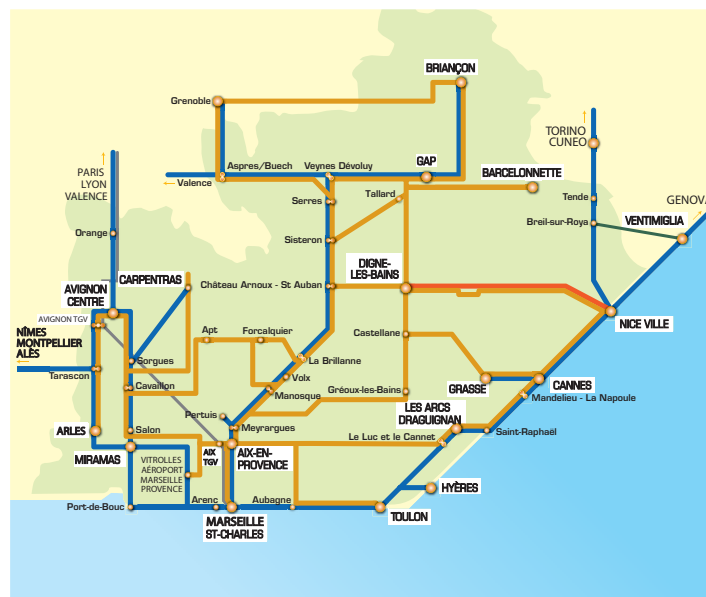 BRIANÇON
Grenoble
TORINO
CUNEO
PARIS
LYON
VALENCE
Aspres/Buech
Veynes Dévoluy
GAP
BARCELONNETTE
Valence
Tallard
Tende
Serres
GENOVA
Breil-sur-Roya
VENTIMIGLIA
Orange
Sisteron
DIGNE-
LES-BAINS
CARPENTRAS
Château Arnoux - St Auban
AVIGNON
CENTRE
AVIGNON TGV
NICE VILLE
NÎMES
MONTPELLIER
ALÈS
Apt
Forcalquier
Castellane
Sorgues
La Brillanne
Tarascon
Volx
Cavaillon
Manosque
Gréoux-les-Bains
GRASSE
CANNES
Mandelieu - La Napoule
Pertuis
LES ARCS
DRAGUIGNAN
ARLES
Salon
Meyrargues
Le Luc et le Cannet
Saint-Raphaël
MIRAMAS
VITROLLES
AÉROPORT
MARSEILLE
PROVENCE
AIX
TGV
AIX-EN-
PROVENCE
HYÈRES
Port-de-Bouc
Arenc
Aubagne
MARSEILLE
ST-CHARLES
TOULON